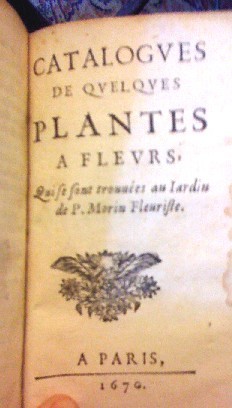 CATALOGVES
DE QVELQVES
PLANTES
A FLEVRS,
Qui se sont trouuées au Iardin
de P. Morin Fleuriste.
A PARIS,
1670.